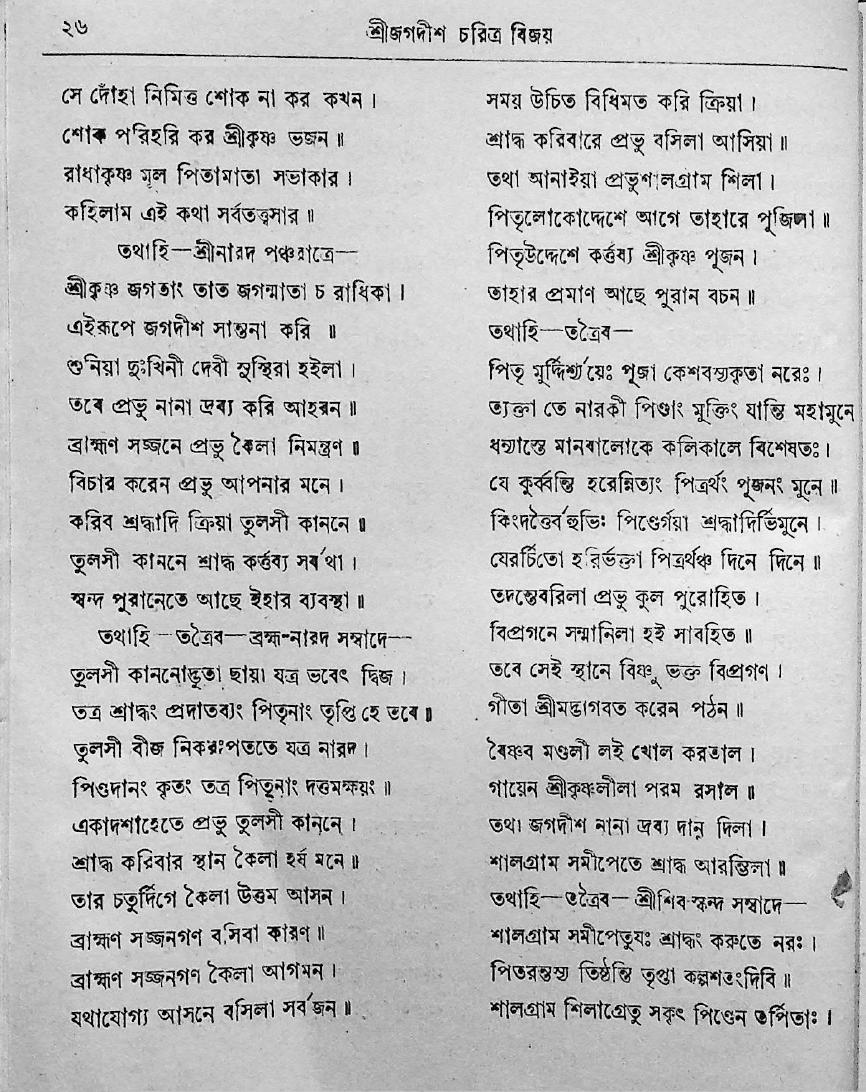 ২৬
শ্রীজগদীশ চরিত্র বিজয়
সে দোঁহা নিমিত্ত শোক না কর কখন ।
শোক পরিহরি কর শ্রীকৃষ্ণ ভজন ॥
রাধাকৃষ্ণ মূল পিতামাতা সভাকার ।
কহিলাম এই কথা সর্বতত্ত্বসার ॥
তথাহি—শ্রীনারদ পঞ্চরাত্রে—
শ্রীকৃষ্ণ জগতাং তাত জগন্মাতা চ রাধিকা ।
এইরূপে জগদীশ সান্তনা করি ॥
শুনিয়া দুঃখিনী দেবী সুস্থিরা হইলা ।
তবে প্রভু নানা দ্রব্য করি আহরন ॥
ব্রাহ্মণ সজ্জনে প্রভু কৈলা নিমন্ত্রণ ॥
বিচার করেন প্রভু আপনার মনে ।
করিব শ্রদ্ধাদি ক্রিয়া তুলসী কাননে ॥
তুলসী কাননে শ্রাদ্ধ কর্ত্তব্য সর্বথা ।
স্বন্দ পুরানেতে আছে ইহার ব্যবস্থা ॥
তথাহি—তত্রৈব—ব্রহ্ম-নারদ সম্বাদে—
তুলসী কাননোদ্ভূতা ছায়া যত্র ভবেৎ দ্বিজ ।
তত্র শ্রাদ্ধং প্রদাতব্যং পিতৃনাং তৃপ্তি হে তবে ॥
তুলসী বীজ নিকরঃপততে যত্র নারদ ।
পিণ্ডদানং কৃতং তত্র পিতৃনাং দত্তমক্ষয়ং ॥
একাদশাহেতে প্রভু তুলসী কাননে ।
শ্রাদ্ধ করিবার স্থান কৈলা হর্ষ মনে ॥
তার চতুর্দিগে কৈলা উত্তম আসন ।
ব্রাহ্মণ সজ্জনগণ বসিবা কারণ ॥
ব্রাহ্মণ সজ্জনগণ কৈলা আগমন ।
যথাযোগ্য আসনে বসিলা সর্বজন ॥
সময় উচিত বিধিমত করি ক্রিয়া ।
শ্রাদ্ধ করিবারে প্রভু বসিলা আসিয়া ॥
তথা আনাইয়া প্রভুশালগ্রাম শিলা ।
পিতৃলোকোদ্দেশে আগে তাহারে পূজিলা ॥
পিতৃউদ্দেশে কর্ত্তব্য শ্রীকৃষ্ণ পূজন ।
তাহার প্রমাণ আছে পুরান বচন ॥
তথাহি—তত্রৈব—
পিতৃ মুর্দ্দিশ্যয়েঃ পূজা কেশবস্যকৃতা নরেঃ ।
ত্যক্তা তে নারকী পিণ্ডাং মুক্তিং যান্তি মহামুনে
ধন্যাস্তে মানবালোকে কলিকালে বিশেষতঃ ।
যে কুর্ব্বন্তি হরেন্নিত্যং পিত্রর্থং পূজনং মুনে ॥
কিংদত্তৈর্বহুভিঃ পিণ্ডৈর্গয়া শ্রদ্ধাদির্ভিমুনে ।
যেরর্চিতো হরির্ভক্তা পিত্রর্থঞ্চ দিনে দিনে ॥
তদন্তেবরিলা প্রভু কুল পুরোহিত ।
বিপ্রগনে সন্মানিলা হই সাবহিত ॥
তবে সেই স্থানে বিষ্ণু ভক্ত বিপ্রগণ ।
গীতা শ্রীমদ্ভাগবত করেন পঠন ॥
বৈষ্ণব মণ্ডলী লই খোল করতাল ।
গায়েন শ্রীকৃষ্ণলীলা পরম রসাল ॥
তথা জগদীশ নানা দ্রব্য দান দিলা ।
শালগ্রাম সমীপেতে শ্রাদ্ধ আরম্ভিলা ॥
তথাহি—তত্রৈব—শ্রীশিব-স্কন্দ সম্বাদে—
শালগ্রাম সমীপেতুযঃ শ্রাদ্ধং করুতে নরঃ ।
পিতরস্তস্য তিষ্ঠন্তি তৃপ্তা কল্পশতংদিবি ॥
শালগ্রাম শিলাগ্রেতু সকৃৎ পিণ্ডেন তর্পিতাঃ ।